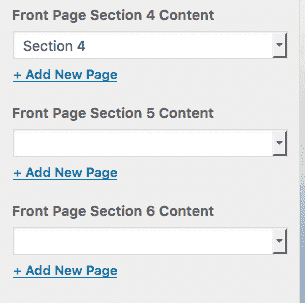 Front Page Section 4 Content
Section 4
+ Add New Page
Front Page Section 5 Content
+ Add New Page
Front Page Section 6 Content
+ Add New Page